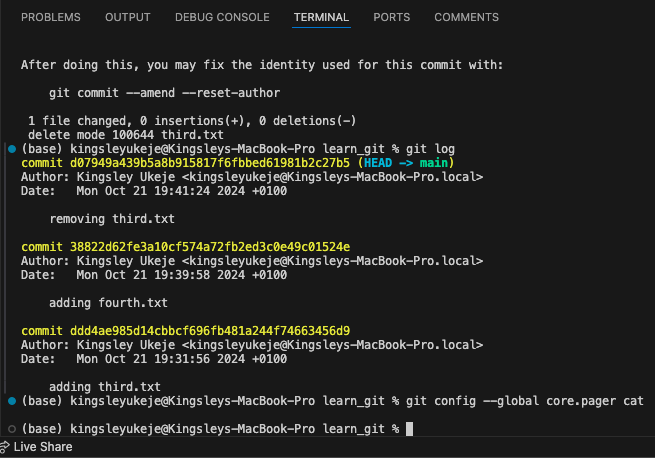 PROBLEMS OUTPUT DEBUG CONSOLE TERMINAL PORTS COMMENTS
After doing this, you may fix the identity used for this commit with:
git commit --amend --reset-author
1 file changed, 0 insertions(+), 0 deletions(-)
delete mode 100644 third.txt
(base) kingsleyukeje@Kingsleys-MacBook-Pro learn_git % git log
commit d07949a439b5a8b915817f6fbbed61981b2c27b5 (HEAD -> main)
Author: Kingsley Ukeje <kingsleyukeje@Kingsleys-MacBook-Pro.local>
Date:   Mon Oct 21 19:41:24 2024 +0100
removing third.txt
commit 38822d62fe3a10cf574a72fb2ed3c0e49c01524e
Author: Kingsley Ukeje <kingsleyukeje@Kingsleys-MacBook-Pro.local>
Date:   Mon Oct 21 19:39:58 2024 +0100
adding fourth.txt
commit ddd4ae985d14cbbcf696fb481a244f74663456d9
Author: Kingsley Ukeje <kingsleyukeje@Kingsleys-MacBook-Pro.local>
Date:   Mon Oct 21 19:31:56 2024 +0100
adding third.txt
(base) kingsleyukeje@Kingsleys-MacBook-Pro learn_git % git config --global core.pager cat
(base) kingsleyukeje@Kingsleys-MacBook-Pro learn_git %
Live Share